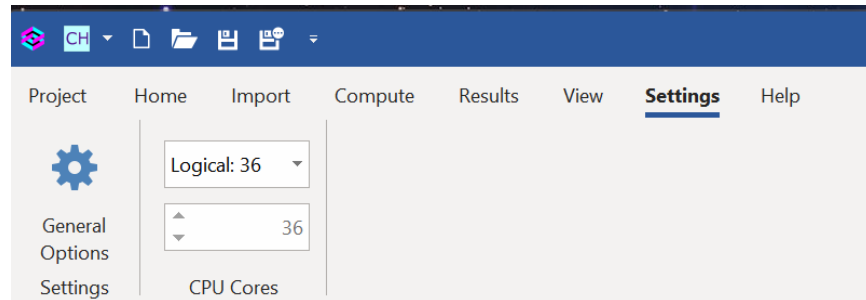 CH
Project Home Import Compute Results View Settings Help
Logical: 36
36
General
Options
Settings
CPU Cores